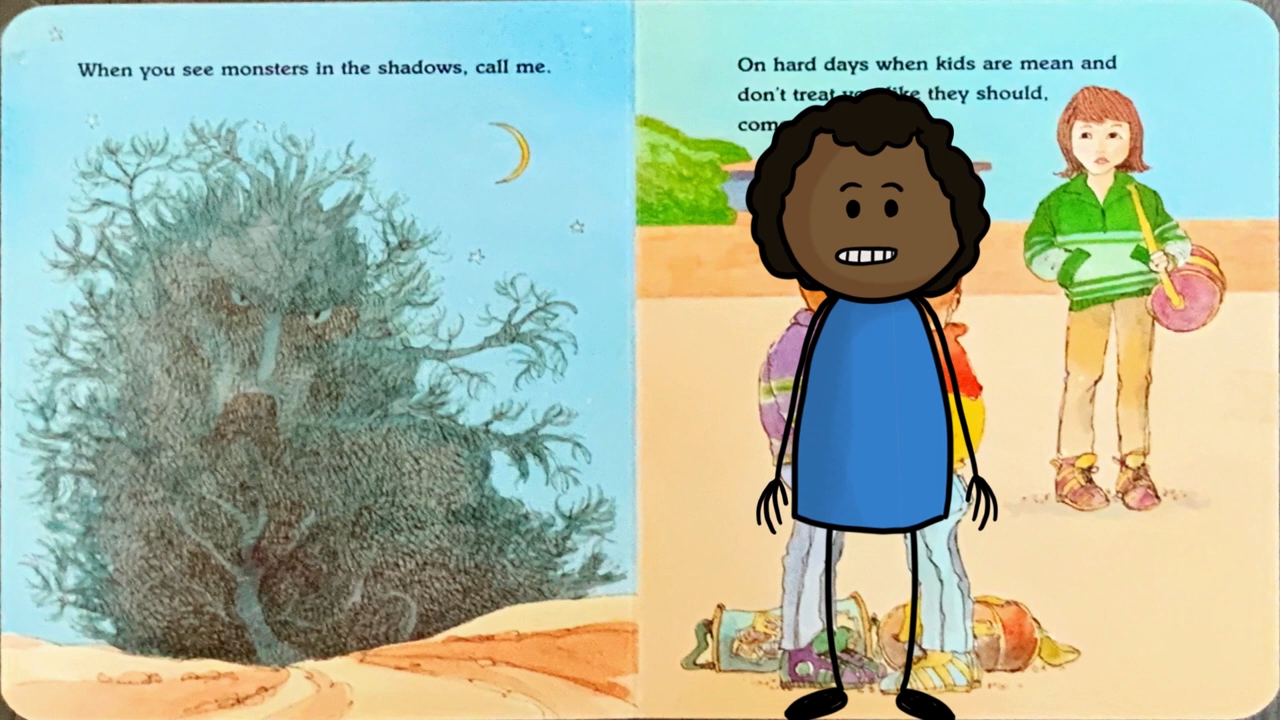 When you see monsters in the shadows, call me.
On hard days when kids are mean and
don't treat like they should,